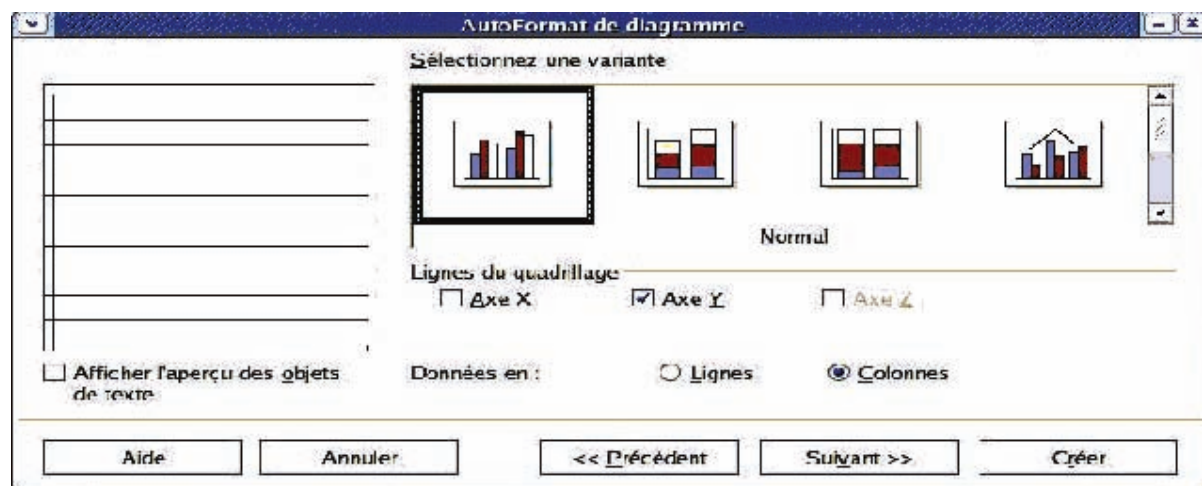 AutoFormat de diagramme
Sélectionnez une variante
Normal
Lignes du quadrillage
Axe X
Axe Y
Axe Z
Afficher l'aperçu des objets
de texte
Données en :
Lignes
Colonnes
Aide
Annuler
<< Précédent
Suivant >>
Créer